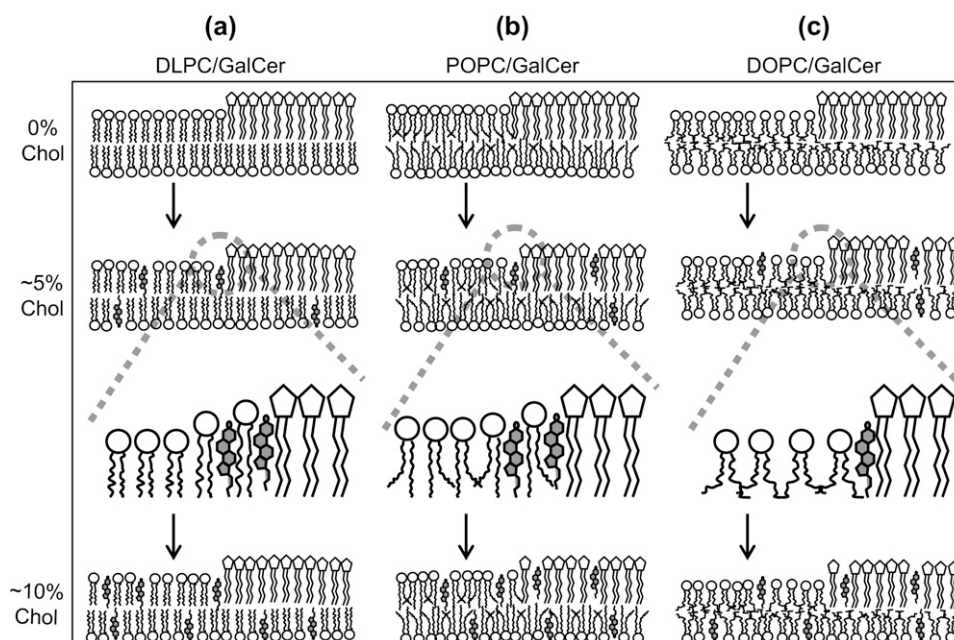 (a) (b) (c)
DLPC/GalCer POPC/GalCer DOPC/GalCer
0%
Chol
~5%
Chol
~10%
Chol